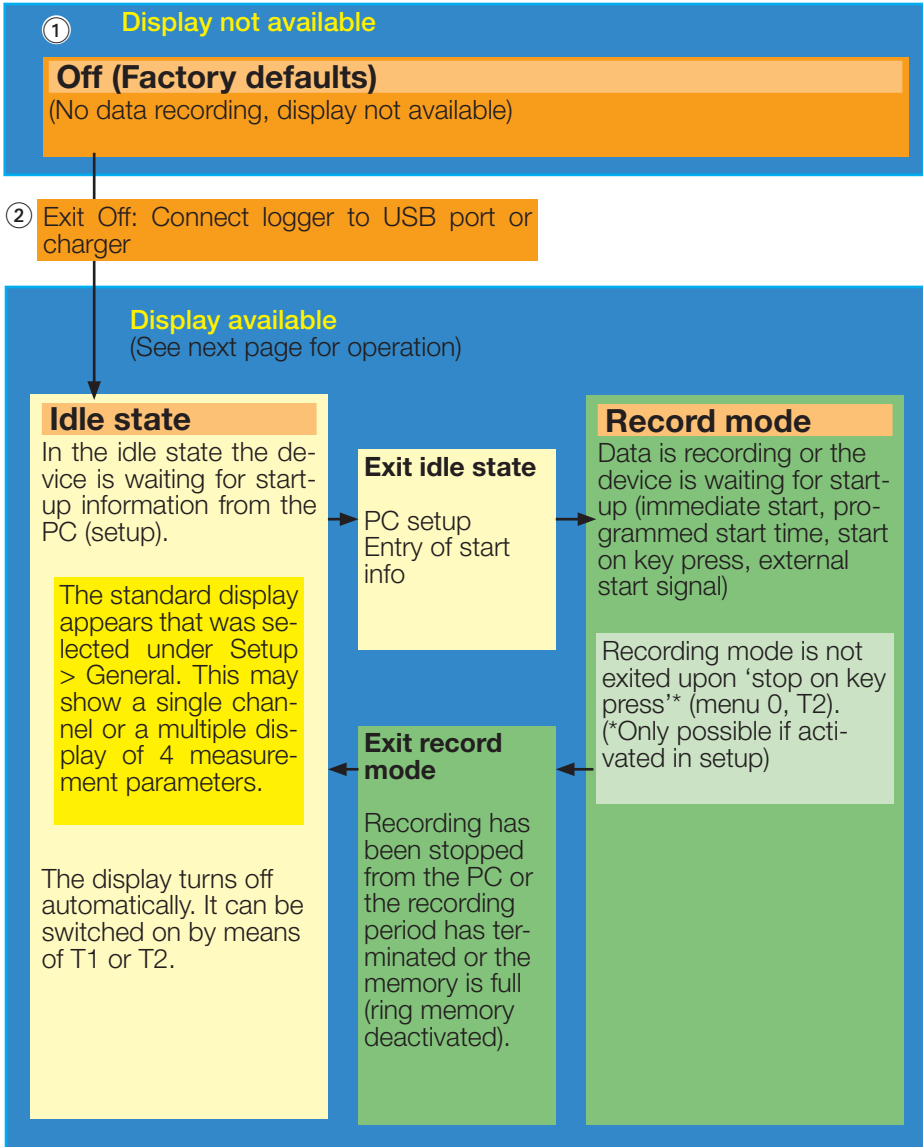 1 Display not available
Off (Factory defaults)
(No data recording, display not available)
2 Exit Off: Connect logger to USB port or
charger
Display available
(See next page for operation)
Idle state
In the idle state the de-
vice is waiting for start-
up information from the
PC (setup).
The standard display
appears that was se-
lected under Setup
> General. This may
show a single chan-
nel or a multiple dis-
play of 4 measure-
ment parameters.
The display turns off
automatically. It can be
switched on by means
of T1 or T2.
Exit idle state
PC setup
Entry of start
info
Record mode
Data is recording or the
device is waiting for start-
up (immediate start, pro-
grammed start time, start
on key press, external
start signal)
Recording mode is not
exited upon ‘stop on key
press’* (menu 0, T2).
(*Only possible if acti-
vated in setup)
Exit record
mode
Recording has
been stopped
from the PC or
the recording
period has ter-
minated or the
memory is full
(ring memory
deactivated).